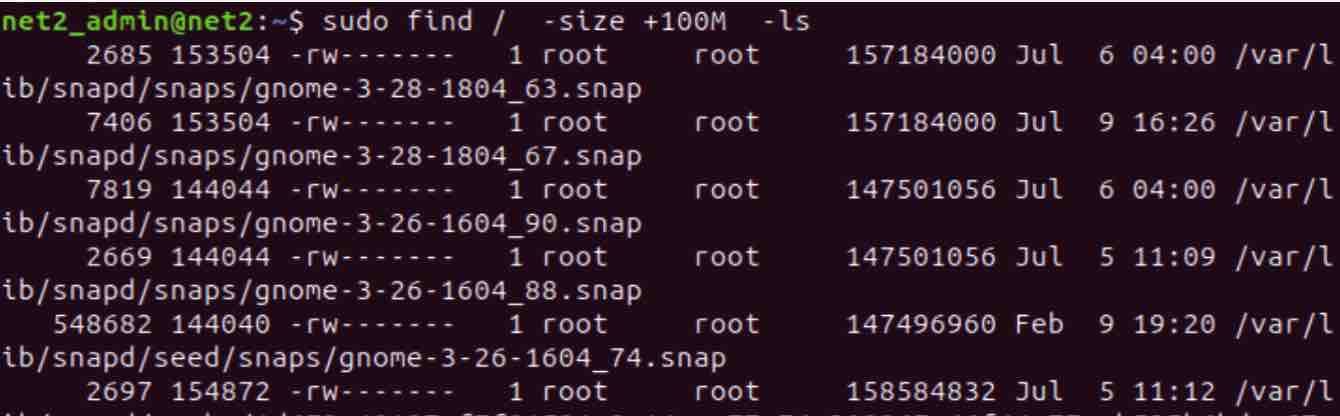 net2_admin@net2:~$ sudo find /  -size +100M  -ls
     2685 153504 -rw-------   1 root     root     157184000 Jul  6 04:00 /var/l
ib/snapd/snaps/gnome-3-28-1804_63.snap
     7406 153504 -rw-------   1 root     root     157184000 Jul  9 16:26 /var/l
ib/snapd/snaps/gnome-3-28-1804_67.snap
     7819 144044 -rw-------   1 root     root     147501056 Jul  6 04:00 /var/l
ib/snapd/snaps/gnome-3-26-1604_90.snap
     2669 144044 -rw-------   1 root     root     147501056 Jul  5 11:09 /var/l
ib/snapd/snaps/gnome-3-26-1604_88.snap
   548682 144040 -rw-------   1 root     root     147496960 Feb  9 19:20 /var/l
ib/snapd/seed/snaps/gnome-3-26-1604_74.snap
     2697 154872 -rw-------   1 root     root     158584832 Jul  5 11:12 /var/l